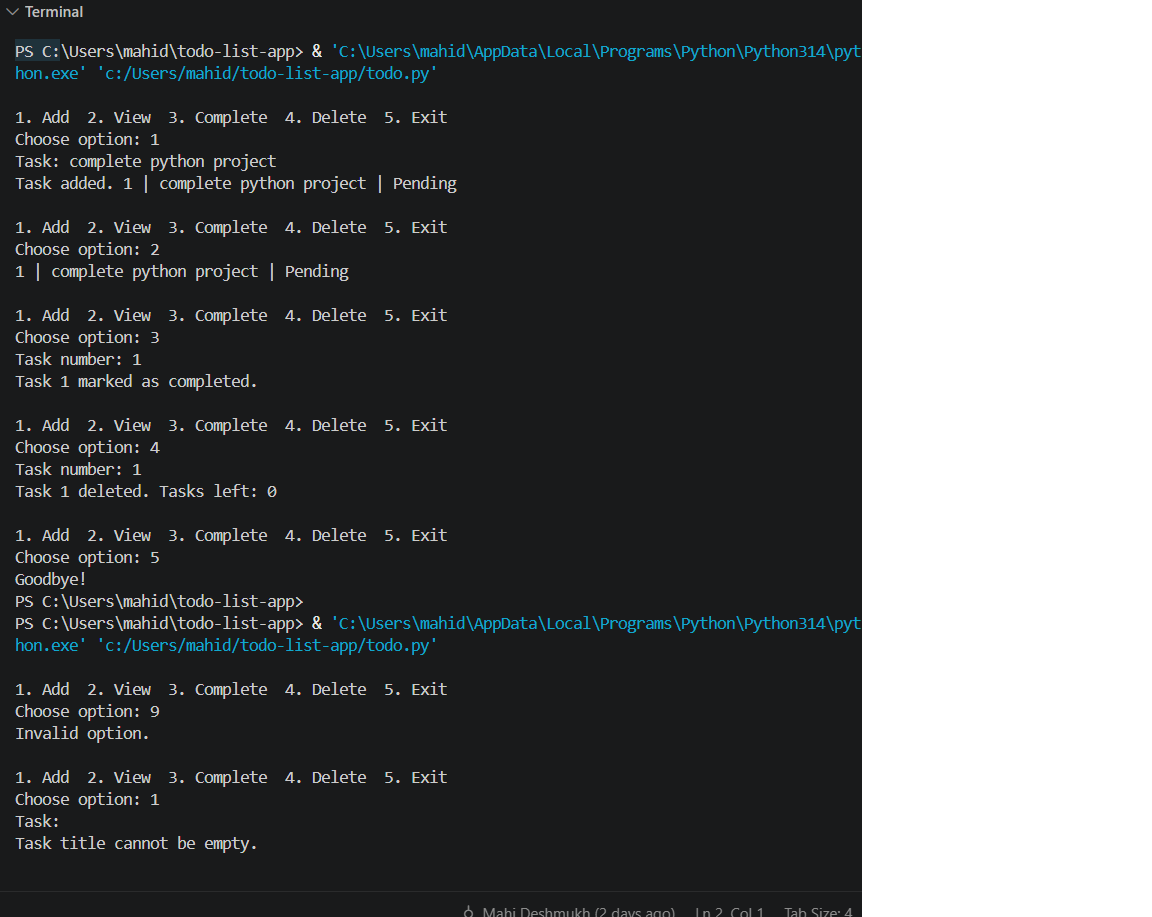 Terminal
PS C:\Users\mahid\todo-list-app> & 'C:\Users\mahid\AppData\Local\Programs\Python\Python314\pyt
hon.exe' 'c:/Users/mahid/todo-list-app/todo.py'
1. Add  2. View  3. Complete  4. Delete  5. Exit
Choose option: 1
Task: complete python project
Task added. 1 | complete python project | Pending
1. Add  2. View  3. Complete  4. Delete  5. Exit
Choose option: 2
1 | complete python project | Pending
1. Add  2. View  3. Complete  4. Delete  5. Exit
Choose option: 3
Task number: 1
Task 1 marked as completed.
1. Add  2. View  3. Complete  4. Delete  5. Exit
Choose option: 4
Task number: 1
Task 1 deleted. Tasks left: 0
1. Add  2. View  3. Complete  4. Delete  5. Exit
Choose option: 5
Goodbye!
PS C:\Users\mahid\todo-list-app>
PS C:\Users\mahid\todo-list-app> & 'C:\Users\mahid\AppData\Local\Programs\Python\Python314\pyt
hon.exe' 'c:/Users/mahid/todo-list-app/todo.py'
1. Add  2. View  3. Complete  4. Delete  5. Exit
Choose option: 9
Invalid option.
1. Add  2. View  3. Complete  4. Delete  5. Exit
Choose option: 1
Task:
Task title cannot be empty.
Mahi Deshmukh (2 days ago)  Ln 2, Col 1  Tab Size: 4